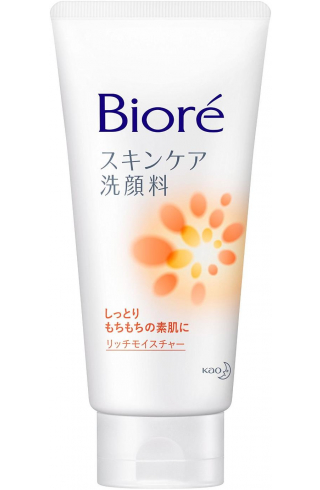 Bioré
スキンケア
洗顔料
しっとり
もちもちの素肌に
リッチモイスチャー
Kao